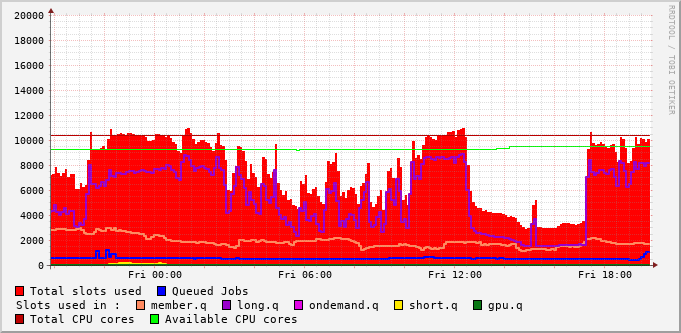 20000
18000
16000
14000
12000
10000
8000
6000
4000
2000
0
Fri 00:00 Fri 06:00 Fri 12:00 Fri 18:00
Total slots used Queued Jobs
Slots used in : member.q long.q ondemand.q short.q gpu.q
Total CPU cores Available CPU cores
RRDTOOL / TOBI OETIKER